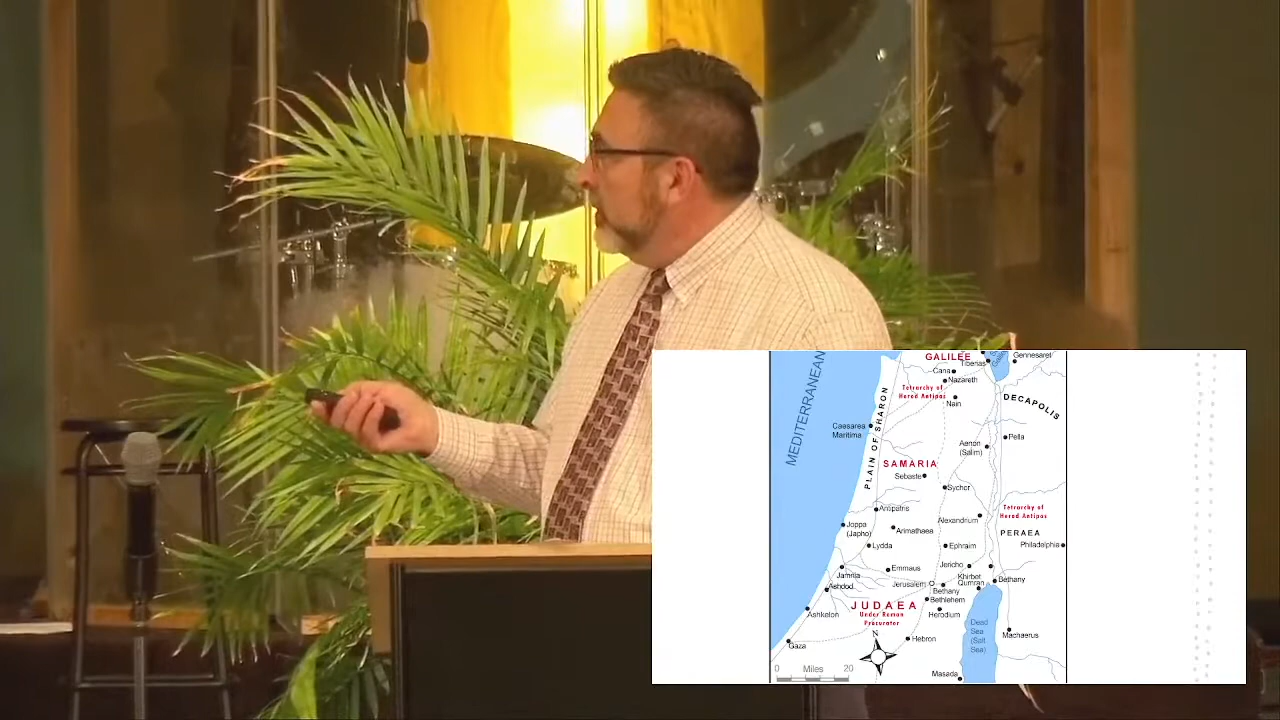 MEDITERRANEAN
GALILEE
Tiberias
Gennesaret
Cana
Nazareth
Tetrarchy of
Herod Antipas
Nain
DECAPOLIS
PLAIN OF SHARON
Caesarea
Maritima
Pella
Aenon
(Salim)
SAMARIA
Sebaste
Sychor
Antipatris
Alexandrium
Tetrarchy of
Herod Antipas
Joppa
(Japho)
Arimathaea
PERAEA
Lydda
Ephraim
Philadelphia
Emmaus
Jericho
Jamnia
Khirbet
Qumran
Bethany
Ashdod
Jerusalem
Bethany
Bethlehem
JUDAEA
Under Roman
Procurator
Herodium
Ashkelon
Dead
Sea
(Salt
Sea)
Machaerus
N
Hebron
Gaza
0 Miles 20
Masada